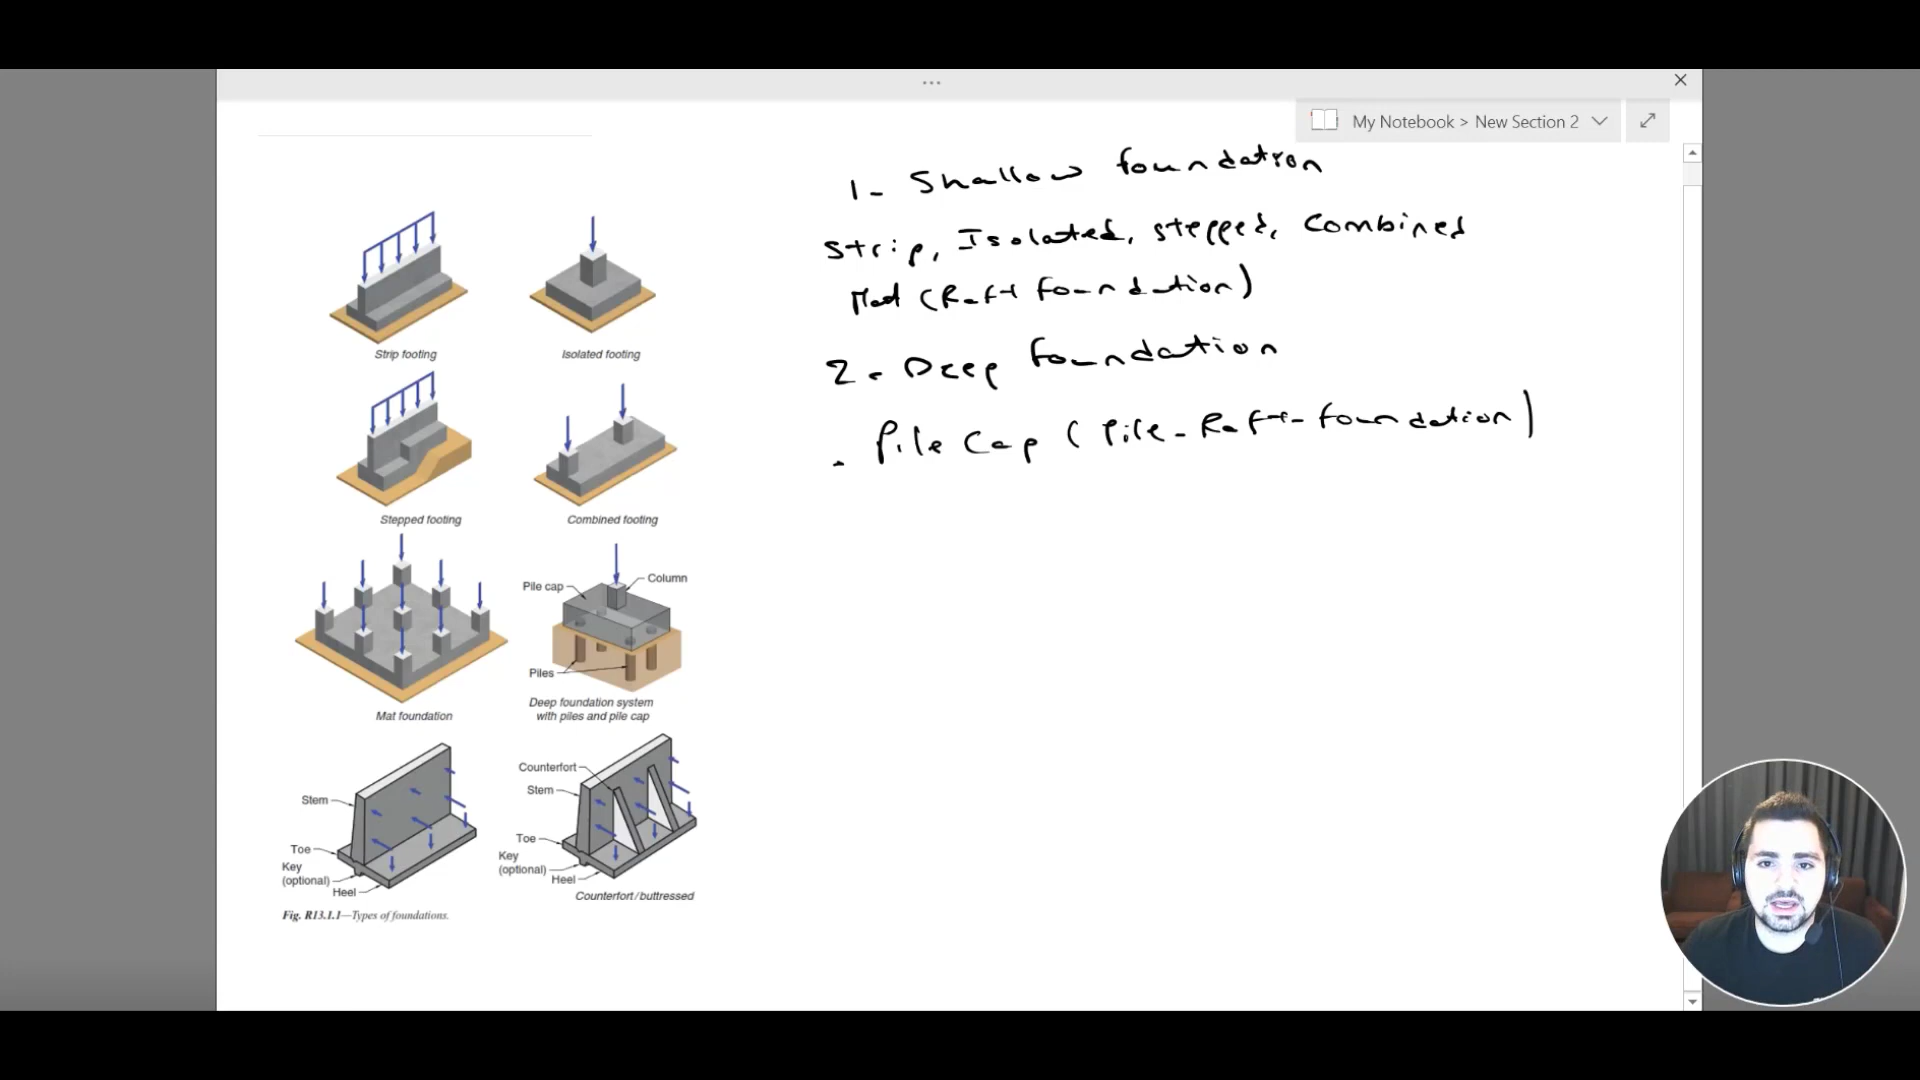 ...
My Notebook > New Section 2
1- Shallow foundation
Strip, Isolated, stepped, Combined
Mat (Raft foundation)
2- Deep foundation
. Pile Cap (Pile-Raft-foundation)
Strip footing
Isolated footing
Stepped footing
Combined footing
Mat foundation
Pile cap
Column
Piles
Deep foundation system
with piles and pile cap
Stem
Toe
Key
(optional)
Heel
Counterfort
Stem
Toe
Key
(optional)
Heel
Counterfort/buttressed
Fig. R13.1.1—Types of foundations.